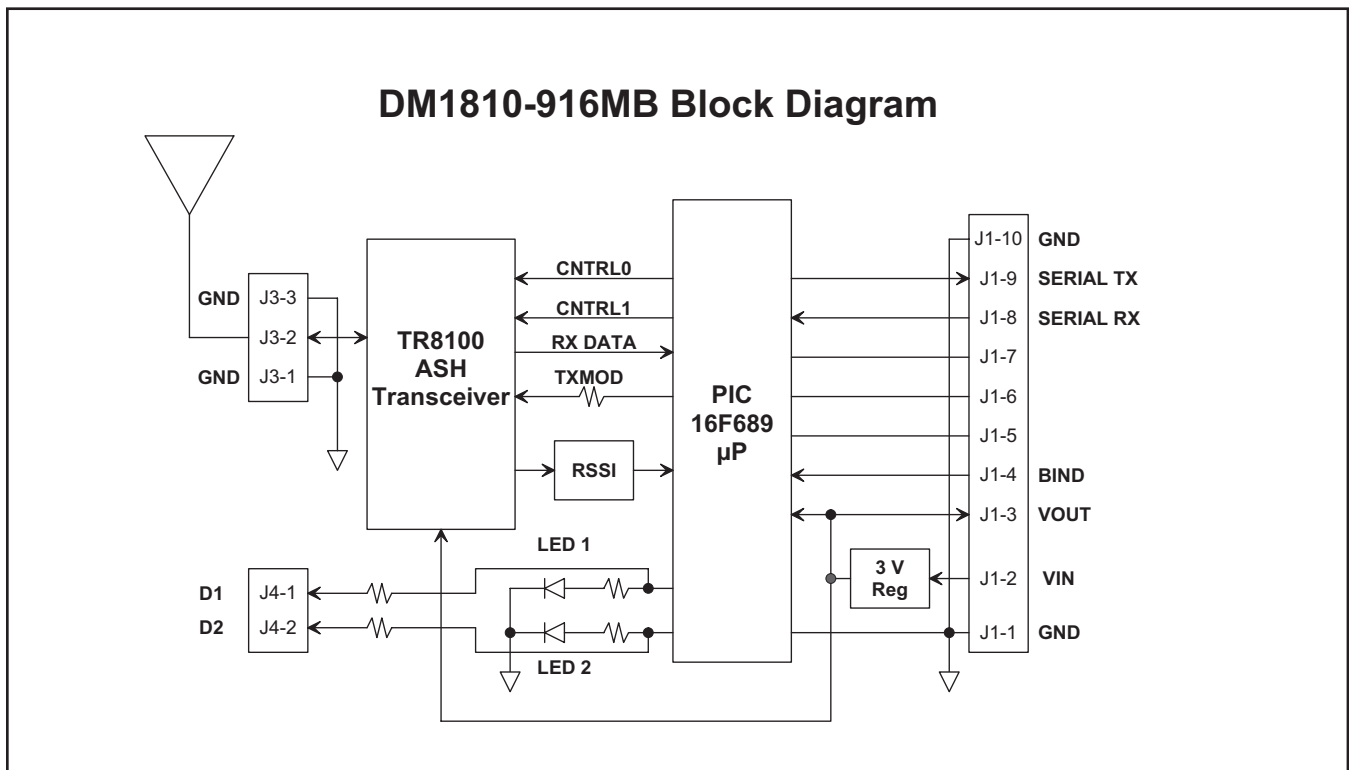 DM1810-916MB Block Diagram
GND J3-3
J3-2
GND J3-1
TR8100
ASH
Transceiver
CNTRL0
CNTRL1
RX DATA
TXMOD
RSSI
PIC
16F689
µP
J1-10 GND
J1-9 SERIAL TX
J1-8 SERIAL RX
J1-7
J1-6
J1-5
J1-4 BIND
J1-3 VOUT
3 V
Reg
J1-2 VIN
J1-1 GND
LED 1
D1 J4-1
D2 J4-2
LED 2